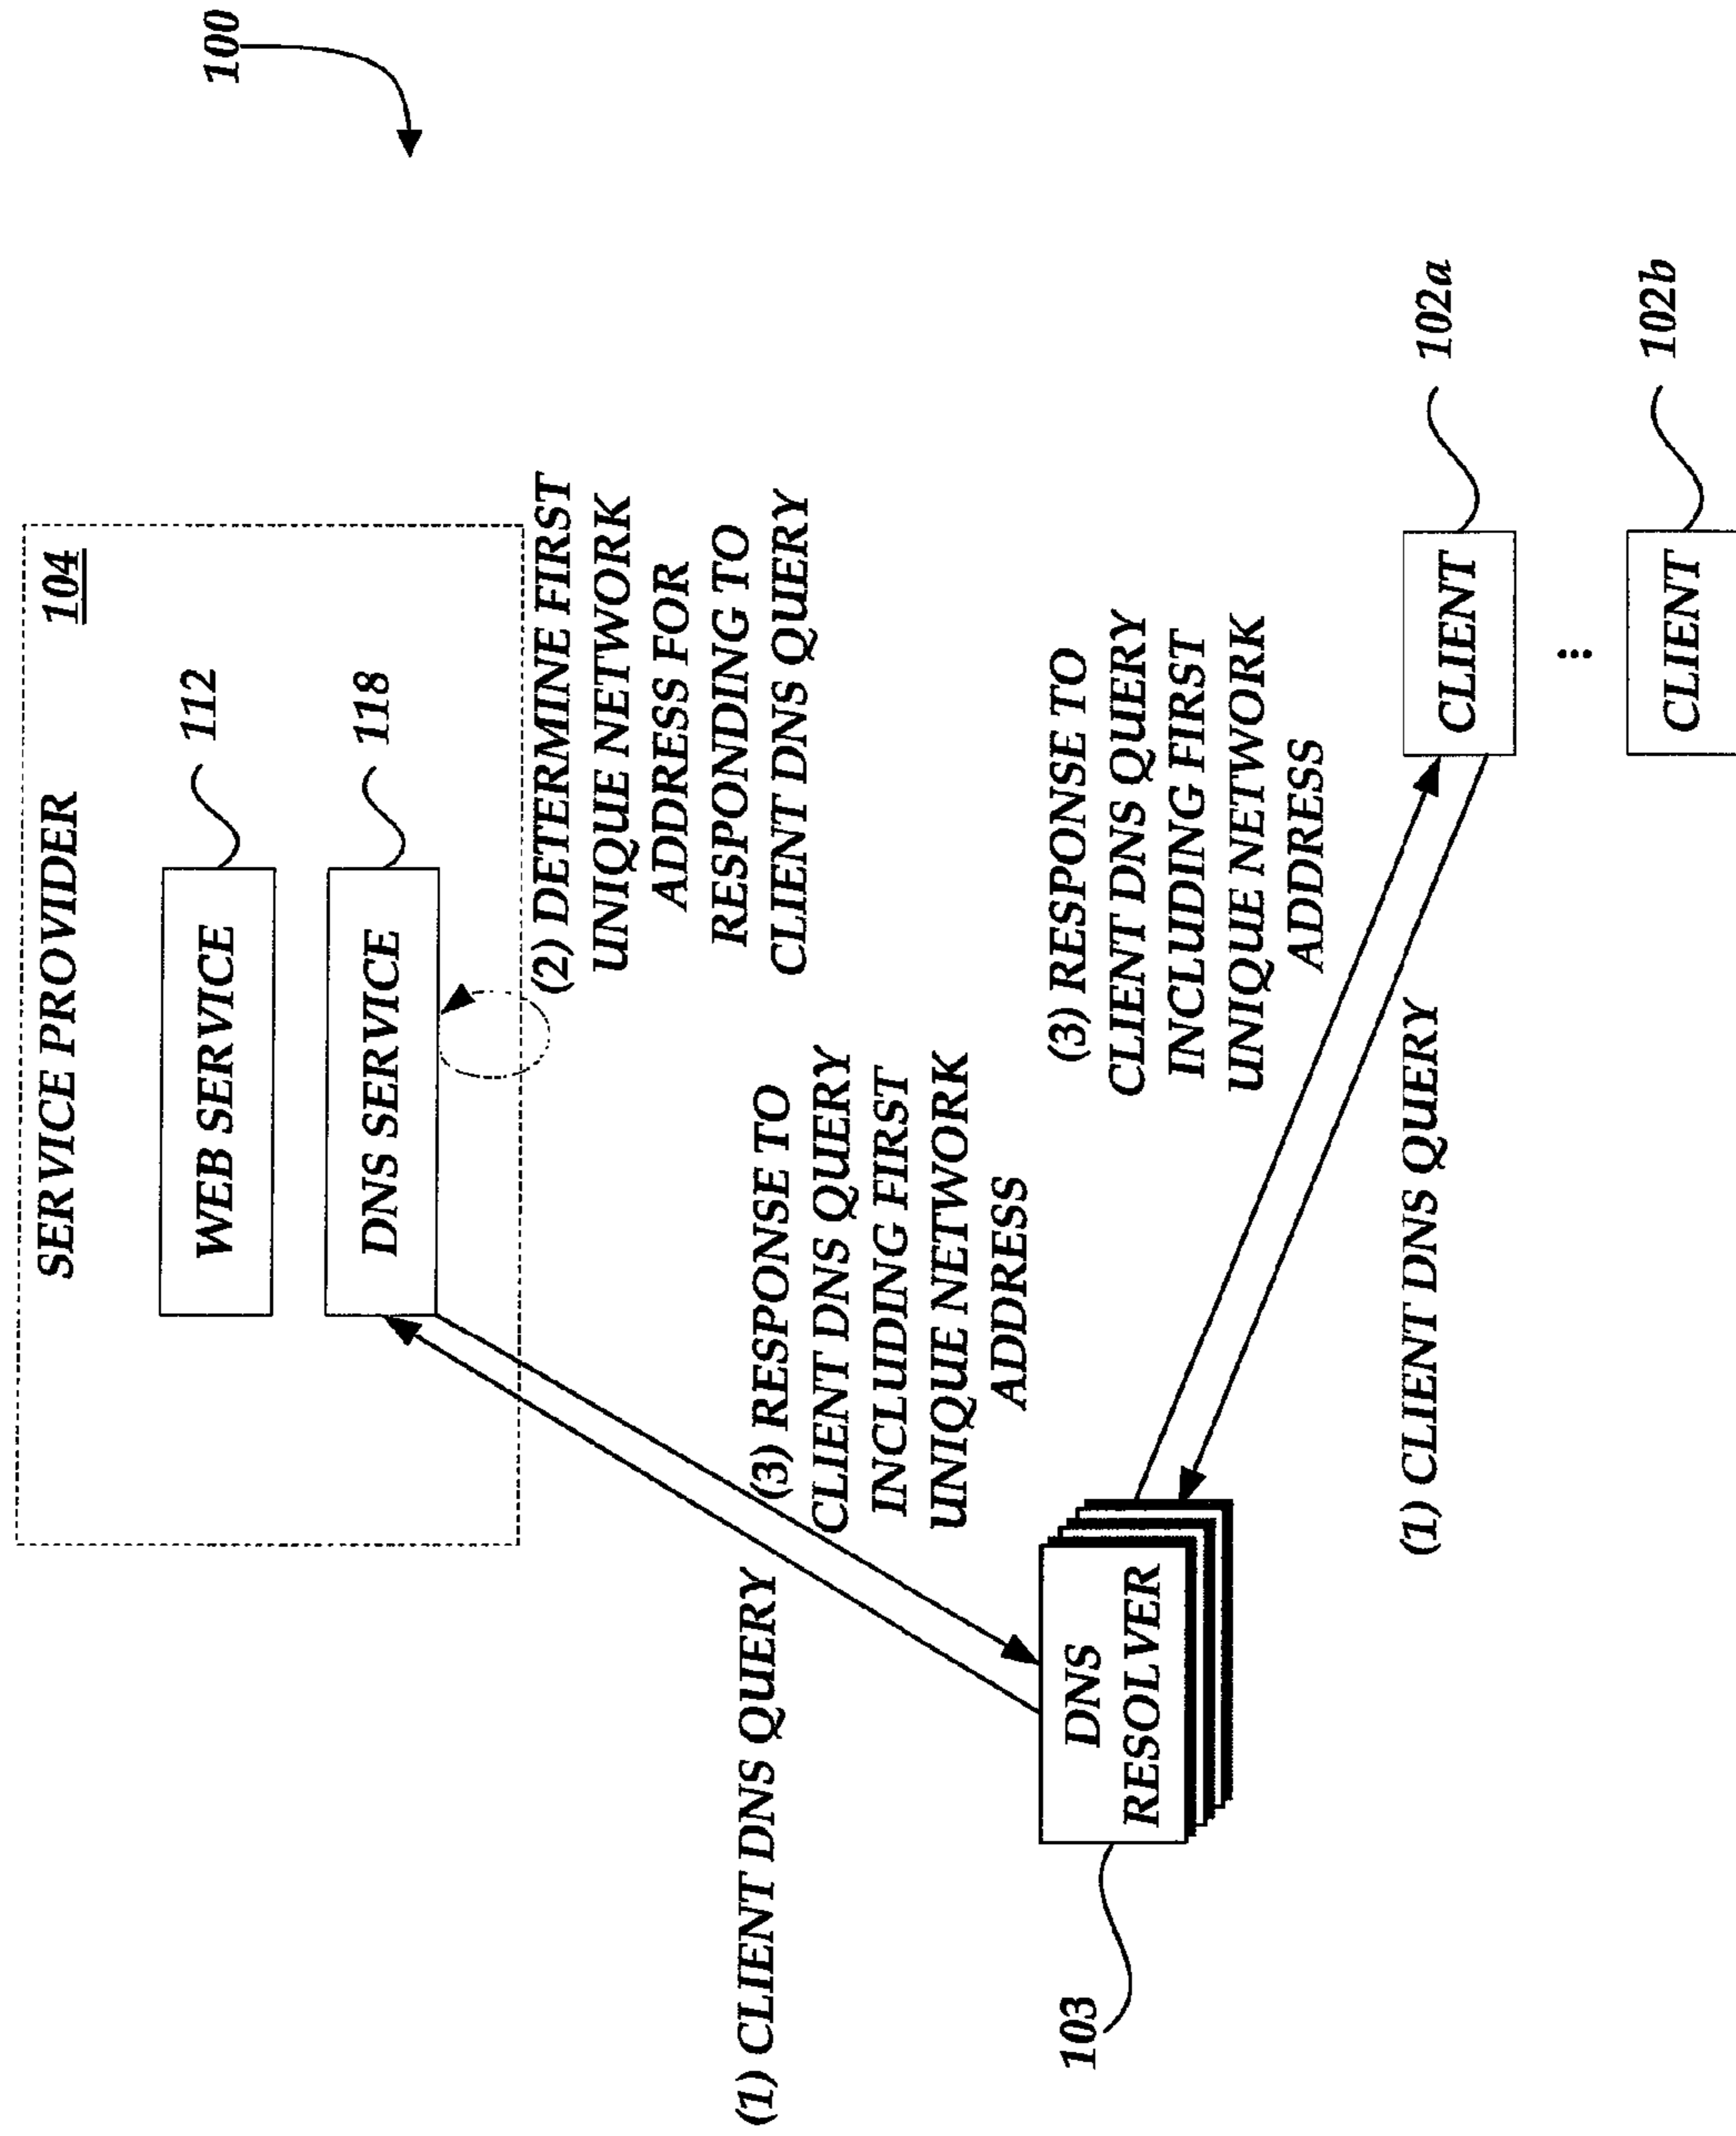 100
SERVICE PROVIDER
104
WEB SERVICE
112
DNS SERVICE
118
(2) DETERMINE FIRST
UNIQUE NETWORK
ADDRESS FOR
RESPONDING TO
CLIENT DNS QUERY
(1) CLIENT DNS QUERY
(3) RESPONSE TO
CLIENT DNS QUERY
INCLUDING FIRST
UNIQUE NETWORK
ADDRESS
103
DNS
RESOLVER
(3) RESPONSE TO
CLIENT DNS QUERY
INCLUDING FIRST
UNIQUE NETWORK
ADDRESS
(1) CLIENT DNS QUERY
CLIENT
102a
CLIENT
102b